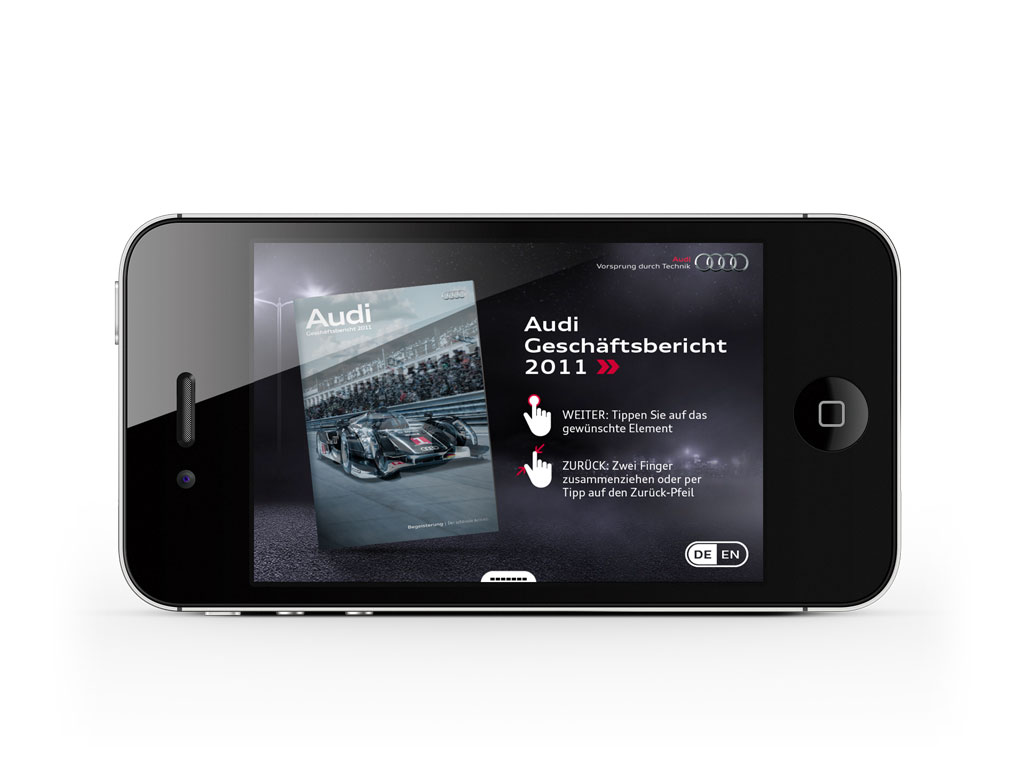 Audi
Vorsprung durch Technik
Audi
Geschäftsbericht 2011
1
Begeisterung |
Audi
Geschäftsbericht
2011
WEITER: Tippen Sie auf das
gewünschte Element
ZURÜCK: Zwei Finger
zusammenziehen oder per
Tipp auf den Zurück-Pfeil
DE EN